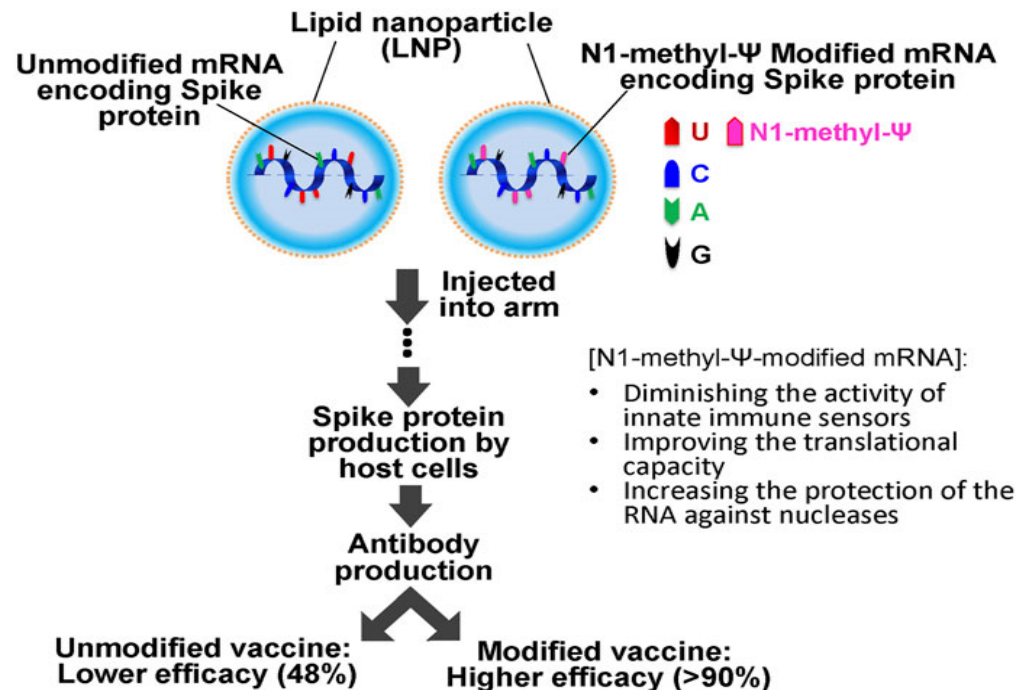 Lipid nanoparticle
(LNP)
Unmodified mRNA
encoding Spike
protein
N1-methyl-Ψ Modified mRNA
encoding Spike protein
U N1-methyl-Ψ
C
A
G
Injected
into arm
[N1-methyl-Ψ-modified mRNA]:
• Diminishing the activity of
innate immune sensors
• Improving the translational
capacity
• Increasing the protection of the
RNA against nucleases
Spike protein
production by
host cells
Antibody
production
Unmodified vaccine:
Lower efficacy (48%)
Modified vaccine:
Higher efficacy (>90%)